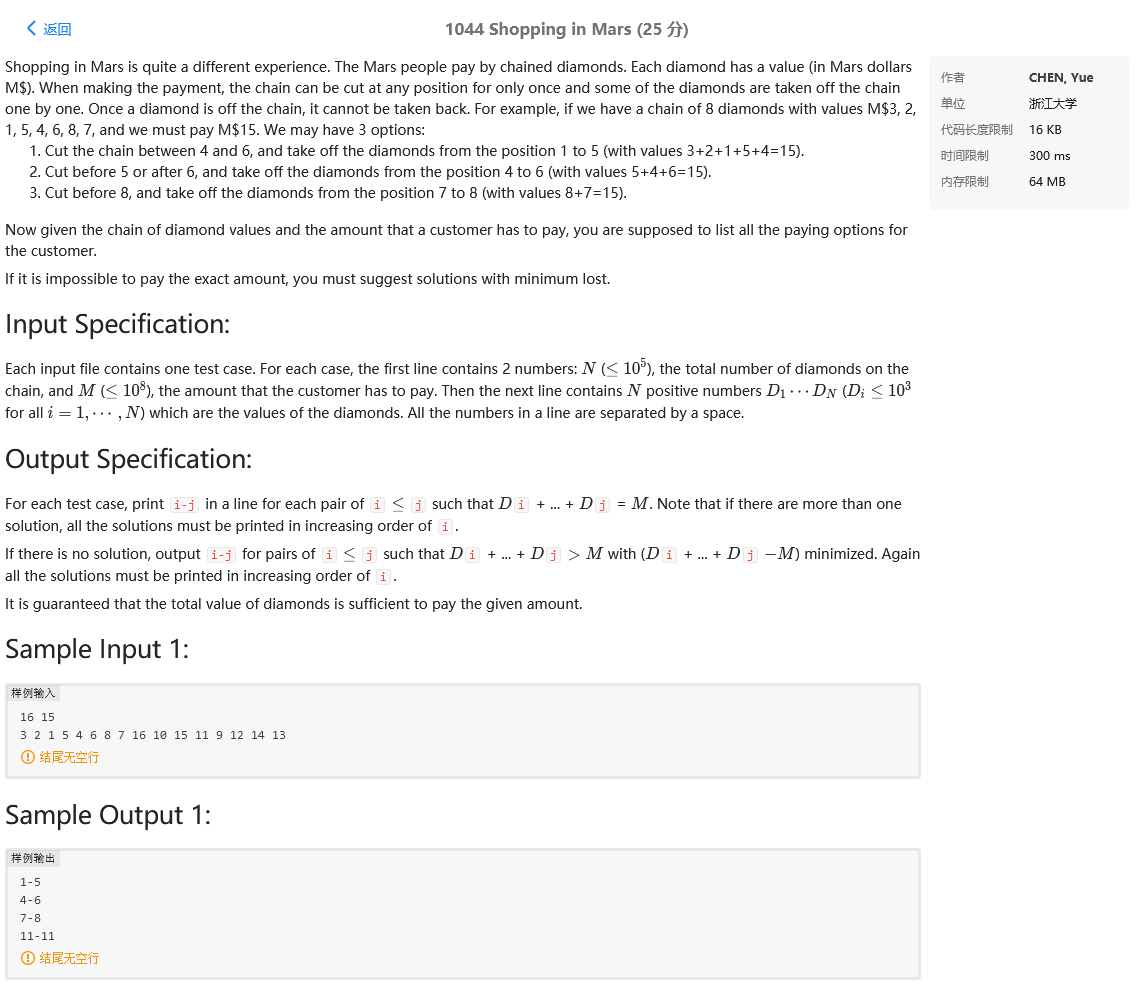 返回
1044 Shopping in Mars (25 分)
Shopping in Mars is quite a different experience. The Mars people pay by chained diamonds. Each diamond has a value (in Mars dollars
M$). When making the payment, the chain can be cut at any position for only once and some of the diamonds are taken off the chain
one by one. Once a diamond is off the chain, it cannot be taken back. For example, if we have a chain of 8 diamonds with values M$3, 2,
1, 5, 4, 6, 8, 7, and we must pay M$15. We may have 3 options:
1. Cut the chain between 4 and 6, and take off the diamonds from the position 1 to 5 (with values 3+2+1+5+4=15).
2. Cut before 5 or after 6, and take off the diamonds from the position 4 to 6 (with values 5+4+6=15).
3. Cut before 8, and take off the diamonds from the position 7 to 8 (with values 8+7=15).
Now given the chain of diamond values and the amount that a customer has to pay, you are supposed to list all the paying options for
the customer.
If it is impossible to pay the exact amount, you must suggest solutions with minimum lost.
Input Specification:
Each input file contains one test case. For each case, the first line contains 2 numbers: N (≤ 10⁵), the total number of diamonds on the
chain, and M (≤ 10⁸), the amount that the customer has to pay. Then the next line contains N positive numbers D₁ ⋯ D_N (D_i ≤ 10³
for all i = 1, ⋯ , N) which are the values of the diamonds. All the numbers in a line are separated by a space.
Output Specification:
For each test case, print i-j in a line for each pair of i ≤ j such that D i + ... + D j = M. Note that if there are more than one
solution, all the solutions must be printed in increasing order of i .
If there is no solution, output i-j for pairs of i ≤ j such that D i + ... + D j > M with (D i + ... + D j −M) minimized. Again
all the solutions must be printed in increasing order of i .
It is guaranteed that the total value of diamonds is sufficient to pay the given amount.
Sample Input 1:
样例输入
16 15
3 2 1 5 4 6 8 7 16 10 15 11 9 12 14 13
结尾无空行
Sample Output 1:
样例输出
1-5
4-6
7-8
11-11
结尾无空行
作者 CHEN, Yue
单位 浙江大学
代码长度限制 16 KB
时间限制 300 ms
内存限制 64 MB